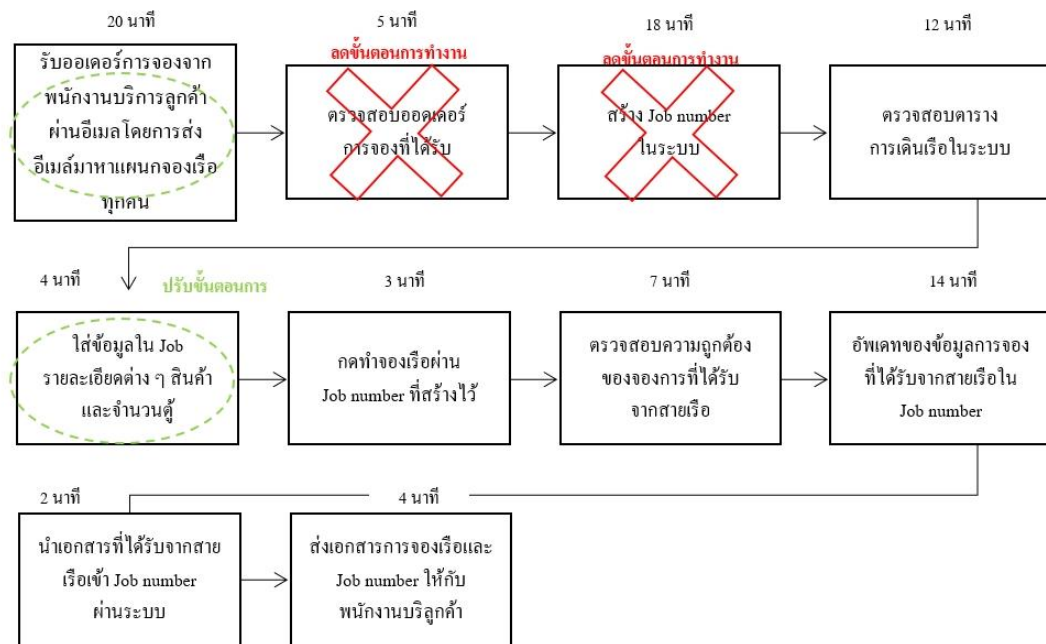 20 นาที
5 นาที
18 นาที
12 นาที
รับออเดอร์การจองจาก
พนักงานบริการลูกค้า
ผ่านอีเมลโดยการส่ง
อีเมล์มาหาแผนกจองเรือ
ทุกคน
ลดขั้นตอนการทำงาน
ตรวจสอบออดเดอร์
การจองที่ได้รับ
ลดขั้นตอนการทำงาน
สร้าง Job number
ในระบบ
ตรวจสอบตาราง
การเดินเรือในระบบ
4 นาที
ปรับขั้นตอนการ
3 นาที
7 นาที
14 นาที
ใส่ข้อมูลใน Job
รายละเอียดต่าง ๆ สินค้า
และจำนวนตู้
กดทำจองเรือผ่าน
Job number ที่สร้างไว้
ตรวจสอบความถูกต้อง
ของจองการที่ได้รับ
จากสายเรือ
อัพเดทของข้อมูลการจอง
ที่ได้รับจากสายเรือใน
Job number
2 นาที
4 นาที
นำเอกสารที่ได้รับจากสาย
เรือเข้า Job number
ผ่านระบบ
ส่งเอกสารการจองเรือและ
Job number ให้กับ
พนักงานบริลูกค้า